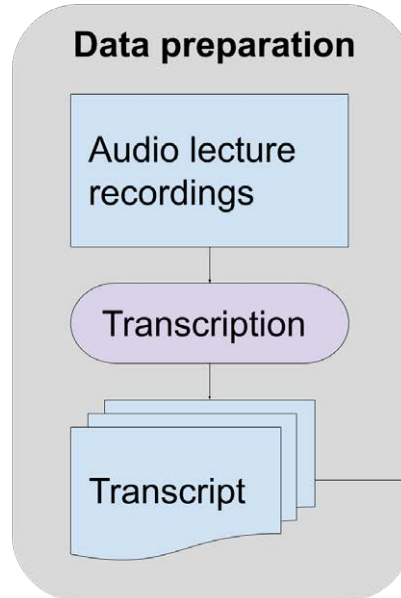 Data preparation
Audio lecture
recordings
Transcription
Transcript